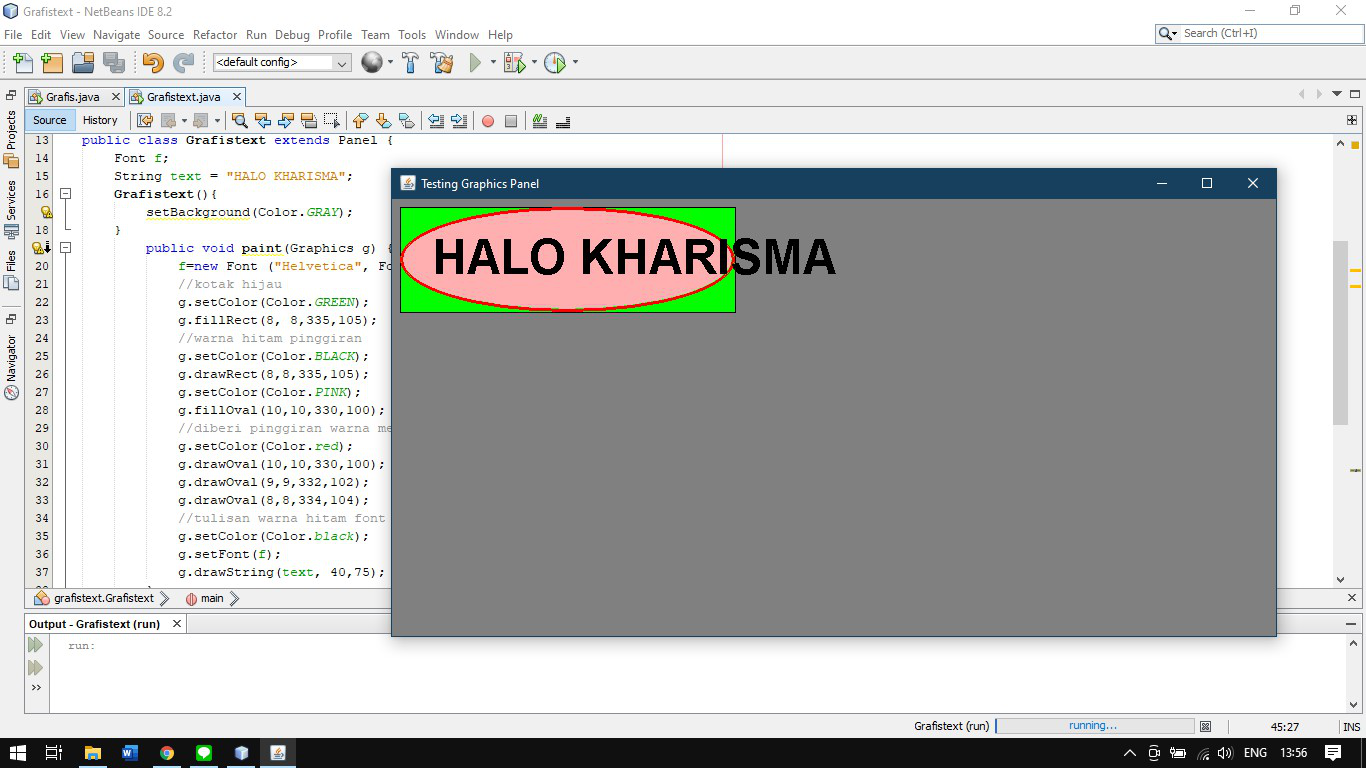 Grafistext - NetBeans IDE 8.2
File Edit View Navigate Source Refactor Run Debug Profile Team Tools Window Help
Search (Ctrl+I)
<default config>
Grafis.java
Grafistext.java
Source History
Projects
Services
Files
Navigator
13 public class Grafistext extends Panel {
14 Font f;
15 String text = "HALO KHARISMA";
16 Grafistext(){
setBackground(Color.GRAY);
18 }
public void paint(Graphics g) {
20 f=new Font ("Helvetica", Fo
21 //kotak hijau
22 g.setColor(Color.GREEN);
23 g.fillRect(8, 8,335,105);
24 //warna hitam pinggiran
25 g.setColor(Color.BLACK);
26 g.drawRect(8,8,335,105);
27 g.setColor(Color.PINK);
28 g.fillOval(10,10,330,100);
29 //diberi pinggiran warna me
30 g.setColor(Color.red);
31 g.drawOval(10,10,330,100);
32 g.drawOval(9,9,332,102);
33 g.drawOval(8,8,334,104);
34 //tulisan warna hitam font
35 g.setColor(Color.black);
36 g.setFont(f);
37 g.drawString(text, 40,75);
Testing Graphics Panel
HALO KHARISMA
grafistext.Grafistext main
Output - Grafistext (run)
run:
Grafistext (run) running... 45:27 INS
ENG 13:56